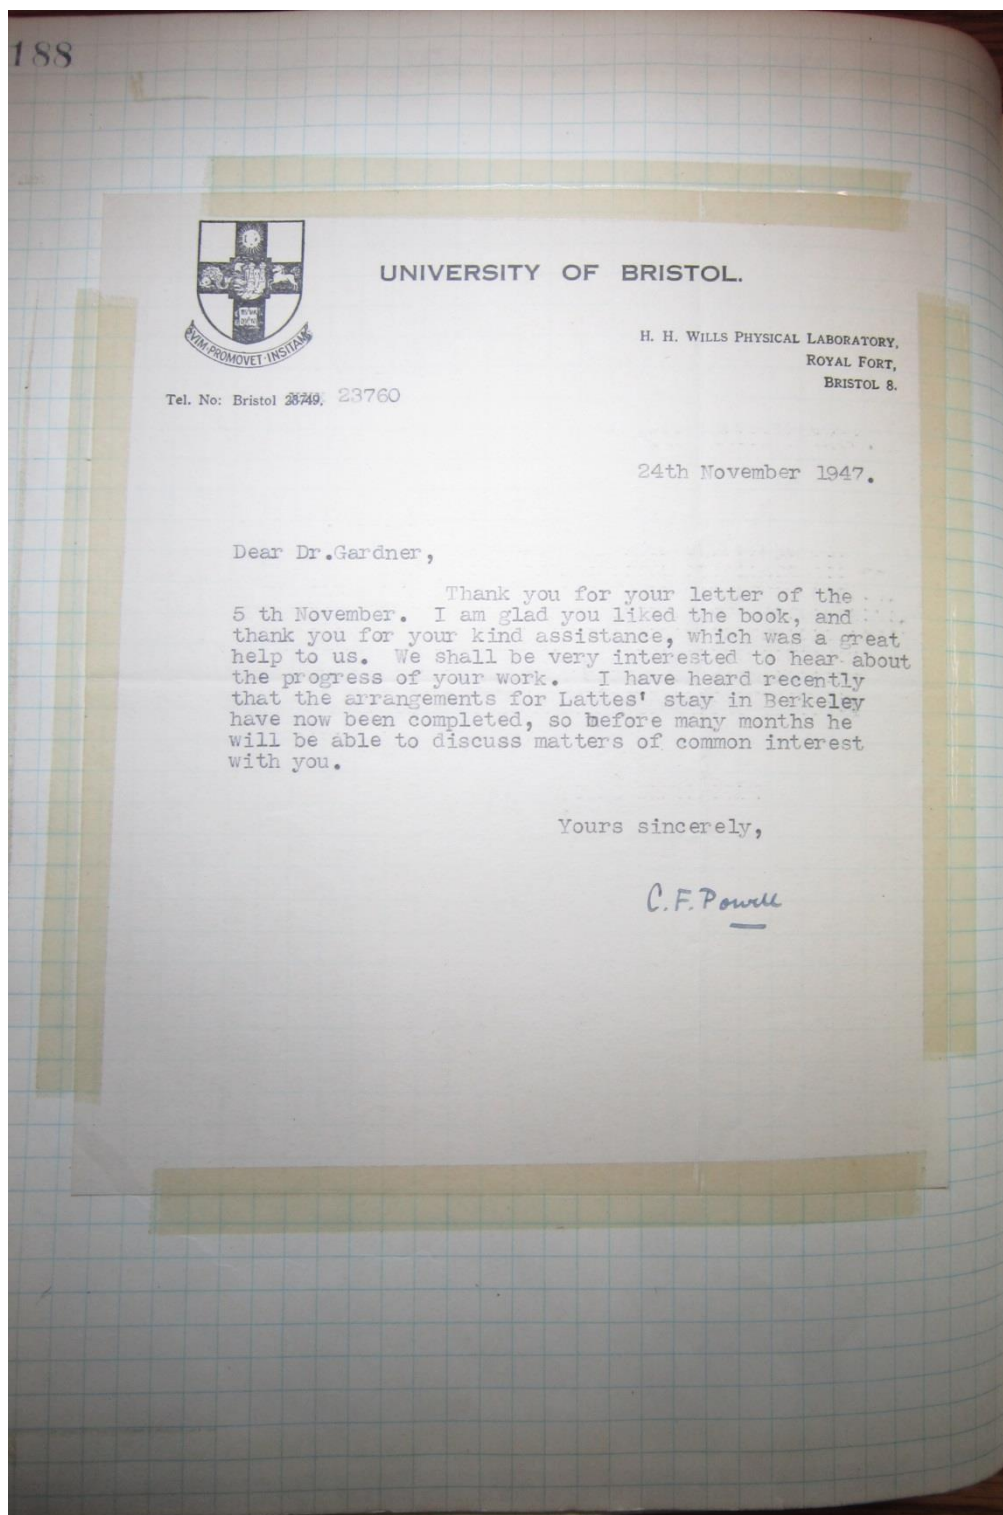 188
UNIVERSITY OF BRISTOL.
VIM·PROMOVET·INSITAM
H. H. WILLS PHYSICAL LABORATORY,
ROYAL FORT,
BRISTOL 8.
Tel. No: Bristol 23749. 23760
24th November 1947.
Dear Dr.Gardner,
Thank you for your letter of the
5 th November. I am glad you liked the book, and
thank you for your kind assistance, which was a great
help to us. We shall be very interested to hear about
the progress of your work. I have heard recently
that the arrangements for Lattes' stay in Berkeley
have now been completed, so before many months he
will be able to discuss matters of common interest
with you.
Yours sincerely,
C.F. Powell